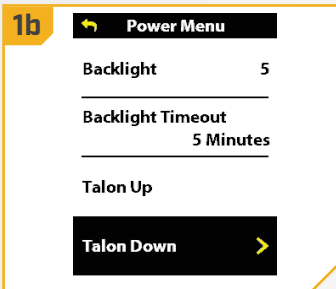 1b
Power Menu
Backlight 5
Backlight Timeout
5 Minutes
Talon Up
Talon Down